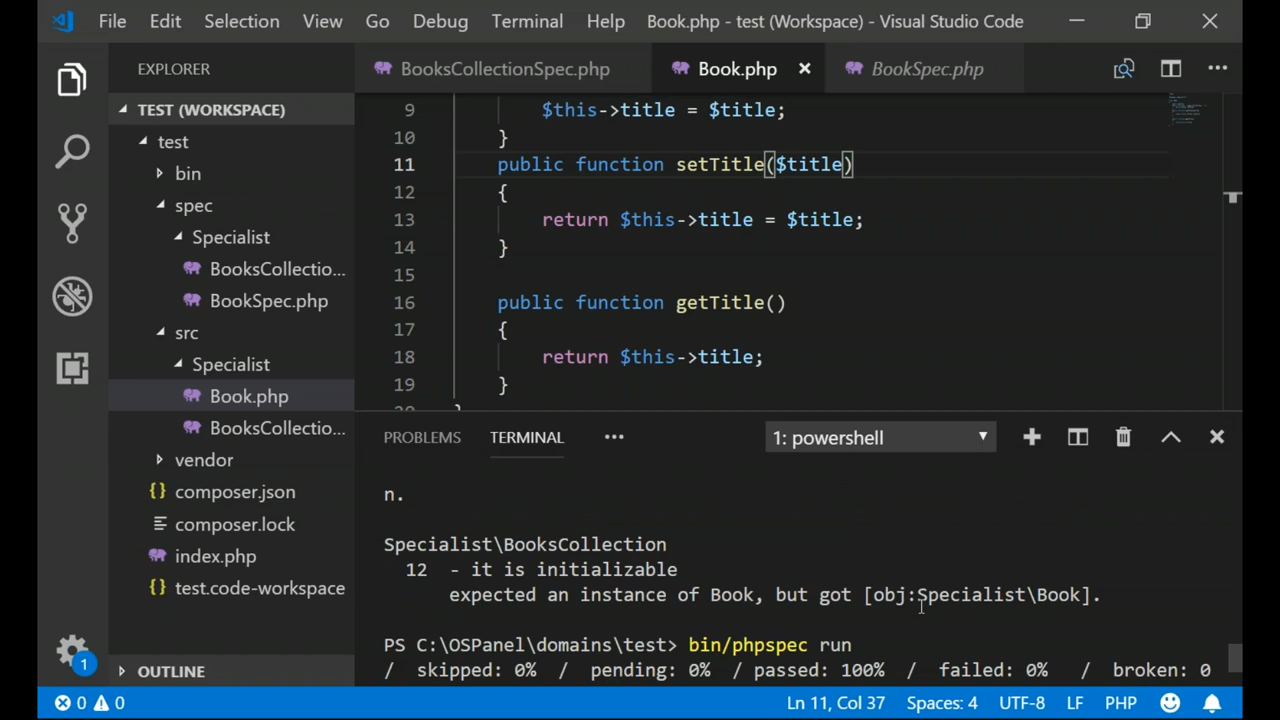 File Edit Selection View Go Debug Terminal Help Book.php - test (Workspace) - Visual Studio Code
EXPLORER
TEST (WORKSPACE)
test
bin
spec
Specialist
BooksCollectio...
BookSpec.php
src
Specialist
Book.php
BooksCollectio...
vendor
composer.json
composer.lock
index.php
test.code-workspace
OUTLINE
1
BooksCollectionSpec.php Book.php BookSpec.php
9 $this->title = $title;
10 }
11 public function setTitle($title)
12 {
13 return $this->title = $title;
14 }
15
16 public function getTitle()
17 {
18 return $this->title;
19 }
PROBLEMS TERMINAL ... 1: powershell
n.
Specialist\BooksCollection
12 - it is initializable
expected an instance of Book, but got [obj:Specialist\Book].
PS C:\OSPanel\domains\test> bin/phpspec run
/ skipped: 0% / pending: 0% / passed: 100% / failed: 0% / broken: 0
0 0 Ln 11, Col 37 Spaces: 4 UTF-8 LF PHP